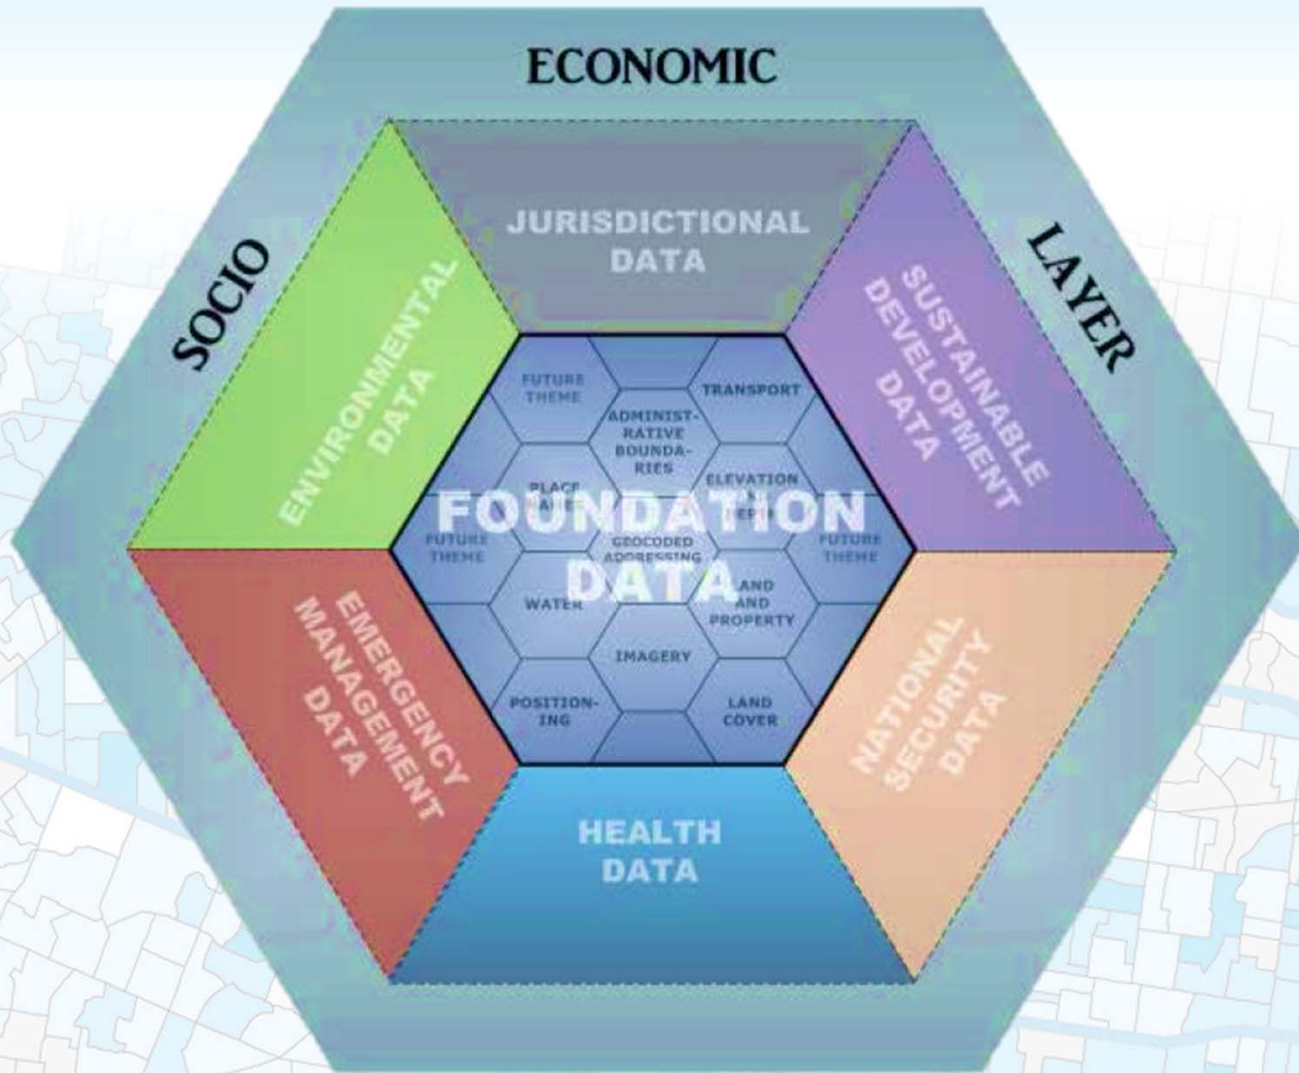 ECONOMIC
SOCIO
LAYER
JURISDICTIONAL
DATA
ENVIRONMENTAL
DATA
SUSTAINABLE
DEVELOPMENT
DATA
FUTURE
THEME
TRANSPORT
ADMINIST-
RATIVE
BOUNDA-
RIES
PLACE
ELEVATION
FOUNDATION
DATA
FUTURE
THEME
GEOCODED
ADDRESSING
FUTURE
THEME
WATER
LAND
AND
PROPERTY
IMAGERY
POSITION-
ING
LAND
COVER
EMERGENCY
MANAGEMENT
DATA
NATIONAL
SECURITY
DATA
HEALTH
DATA